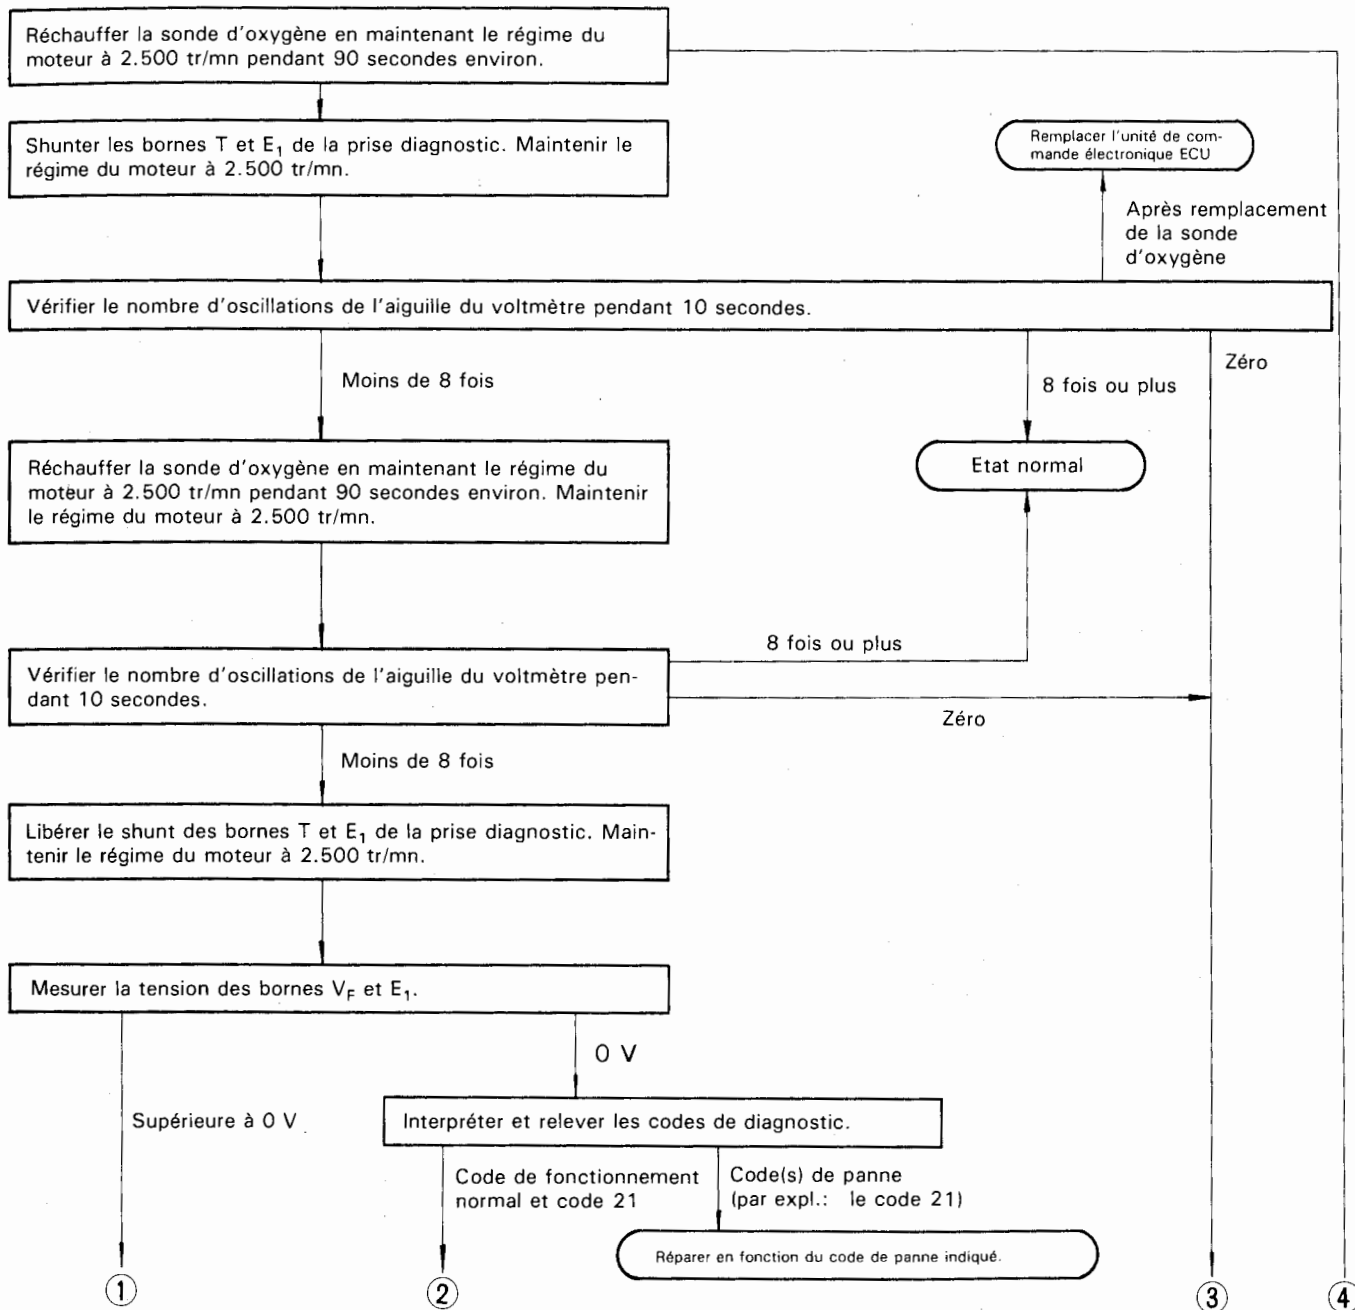 Réchauffer la sonde d'oxygène en maintenant le régime du
moteur à 2.500 tr/mn pendant 90 secondes environ.
Shunter les bornes T et E₁ de la prise diagnostic. Maintenir le
régime du moteur à 2.500 tr/mn.
Remplacer l'unité de com-
mande électronique ECU
Après remplacement
de la sonde
d'oxygène
Vérifier le nombre d'oscillations de l'aiguille du voltmètre pendant 10 secondes.
Moins de 8 fois
8 fois ou plus
Zéro
Réchauffer la sonde d'oxygène en maintenant le régime du
moteur à 2.500 tr/mn pendant 90 secondes environ. Maintenir
le régime du moteur à 2.500 tr/mn.
Etat normal
Vérifier le nombre d'oscillations de l'aiguille du voltmètre pen-
dant 10 secondes.
8 fois ou plus
Zéro
Moins de 8 fois
Libérer le shunt des bornes T et E₁ de la prise diagnostic. Main-
tenir le régime du moteur à 2.500 tr/mn.
Mesurer la tension des bornes V_F et E₁.
0 V
Supérieure à 0 V
Interpréter et relever les codes de diagnostic.
Code de fonctionnement
normal et code 21
Code(s) de panne
(par expl.: le code 21)
Réparer en fonction du code de panne indiqué.
①
②
③
④